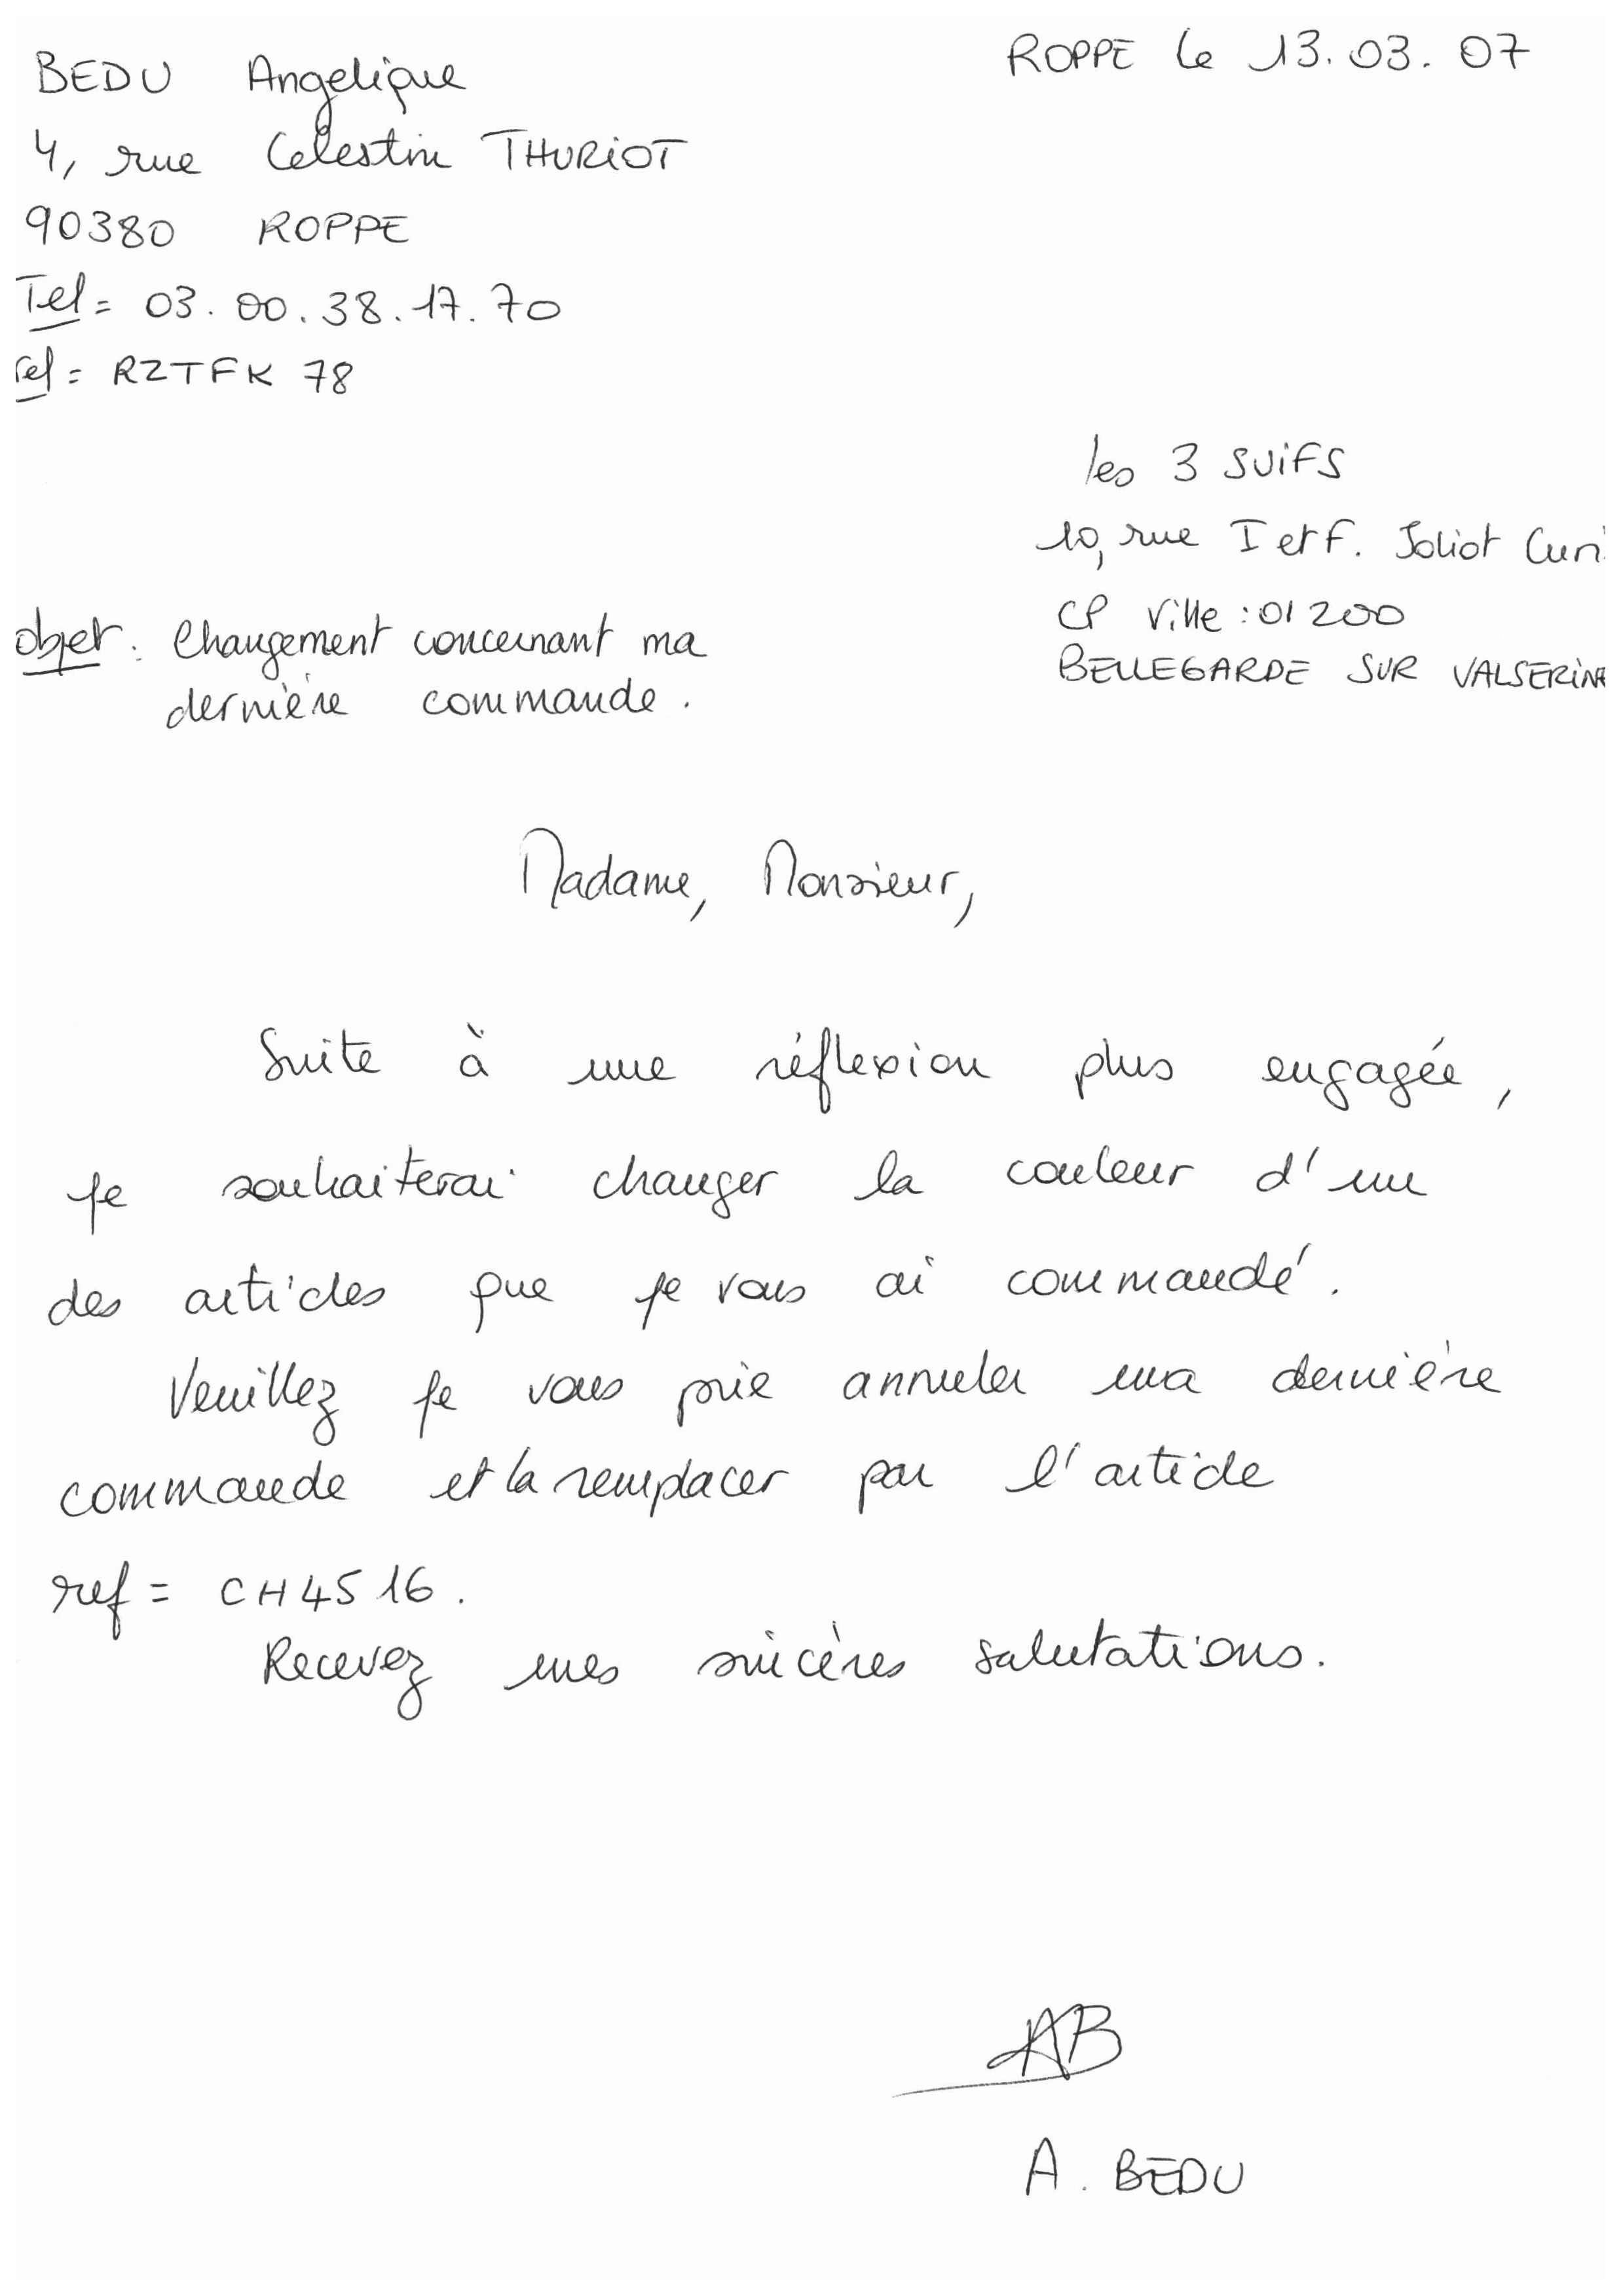 ROPPE le 13.03.07
BEDU Angelique
4, rue Celestin THURIOT
90380 ROPPE
Tel = 03.00.38.17.70
ref = RZTFK 78
les 3 SUiFS
10, rue I et F. Joliot Curi
CP Ville : 01200
BELLEGARDE SUR VALSERiN
objet : Changement concernant ma
dernière commande.
Madame, Monsieur,
Suite à une réflexion plus engagée,
je souhaiterai changer la couleur d'un
des articles que je vous ai commandé.
Veuillez je vous prie annuler ma dernière
commande et la remplacer par l'article
ref = CH4516.
Recevez mes sincères salutations.
AB
A. BEDU